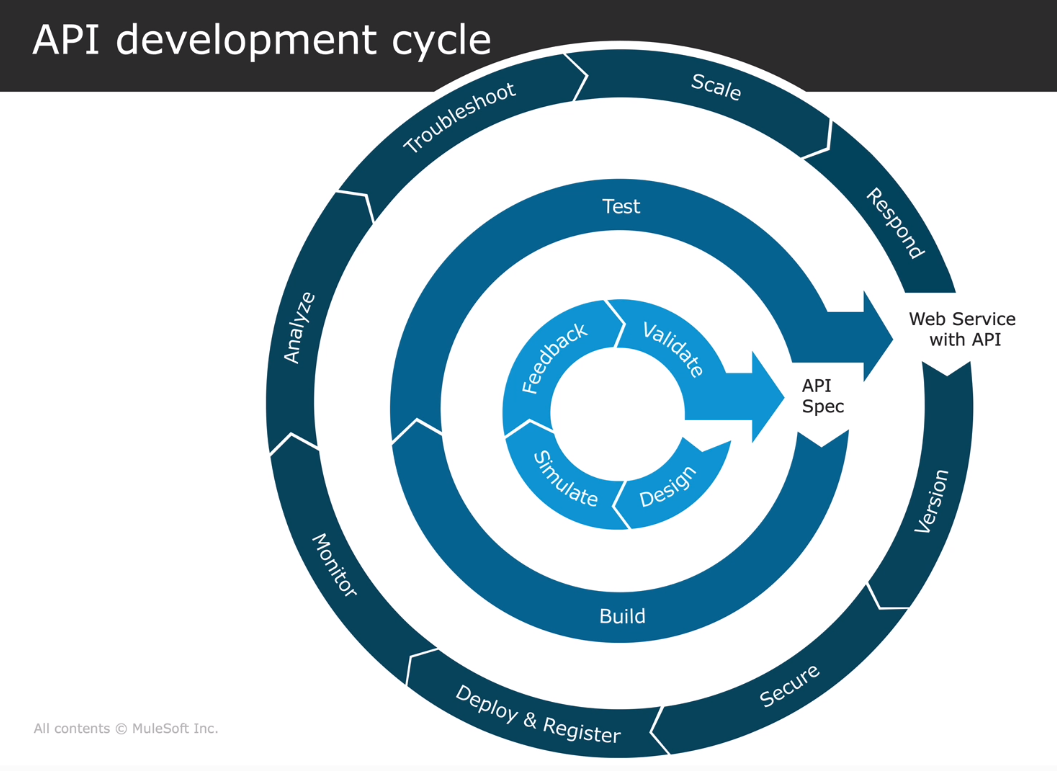 API development cycle
Troubleshoot
Scale
Respond
Test
Web Service
with API
Analyze
Feedback
Validate
API
Spec
Simulate
Design
Version
Monitor
Build
Secure
Deploy & Register
All contents © MuleSoft Inc.